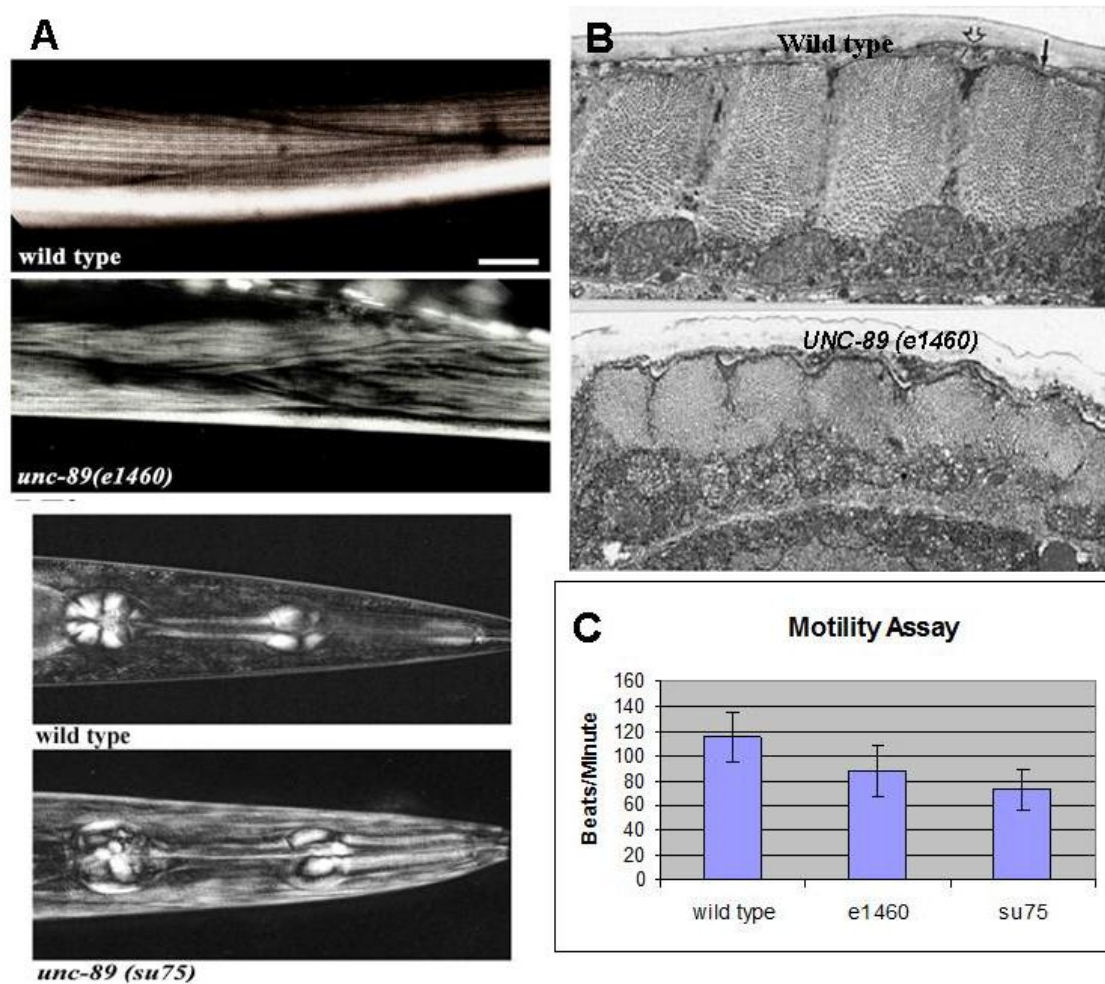 A
wild type
unc-89(e1460)
wild type
unc-89 (su75)
B
Wild type
UNC-89 (e1460)
C
Motility Assay
Beats/Minute
160
140
120
100
80
60
40
20
0
wild type e1460 su75